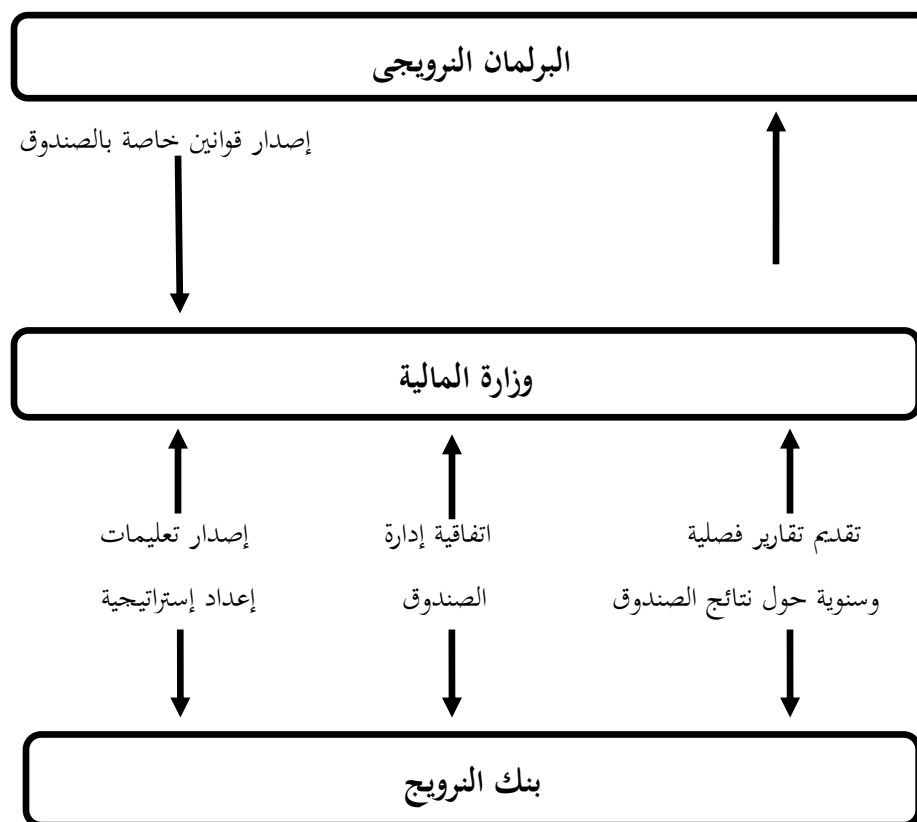 البرلمان النرويجى
إصدار قوانين خاصة بالصندوق
وزارة المالية
تقديم تقارير فصلية
وسنوية حول نتائج الصندوق
اتفاقية إدارة
الصندوق
إصدار تعليمات
إعداد إستراتيجية
بنك النرويج